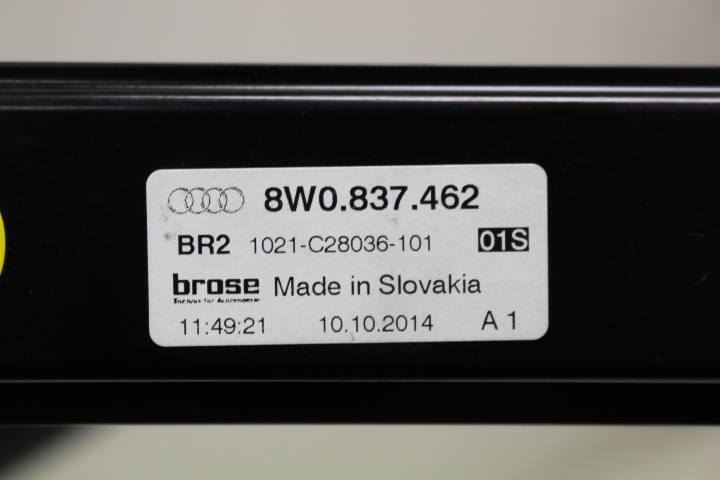 8W0.837.462
BR2 1021-C28036-101 01S
brose Made in Slovakia
11:49:21 10.10.2014 A 1